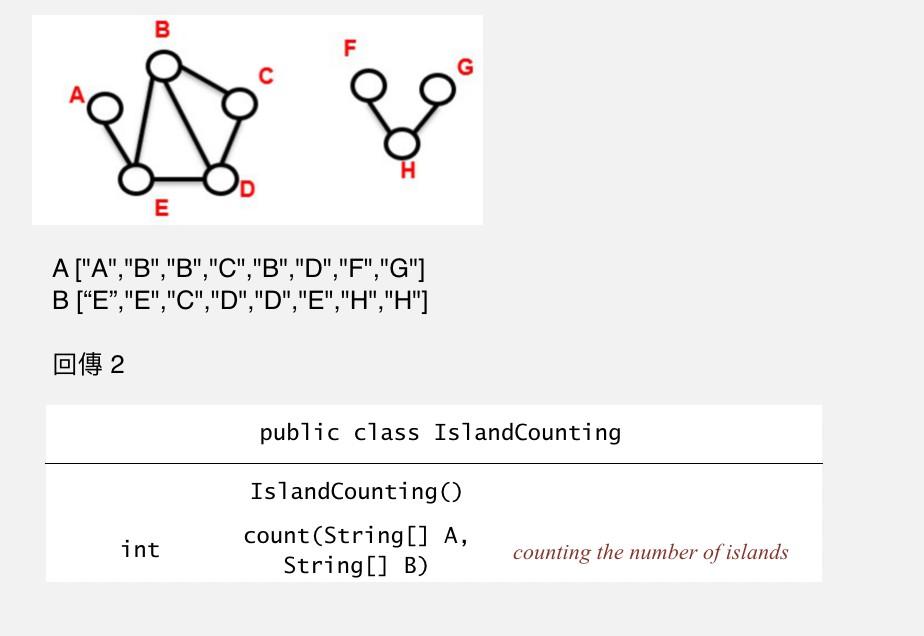 B
F
G
C
A
H
D
E
A ["A","B","B","C","B","D","F","G"]
B [“E”,"E","C","D","D","E","H","H"]
回傳 2
public class IslandCounting
IslandCounting()
int count(String[] A, String[] B) counting the number of islands